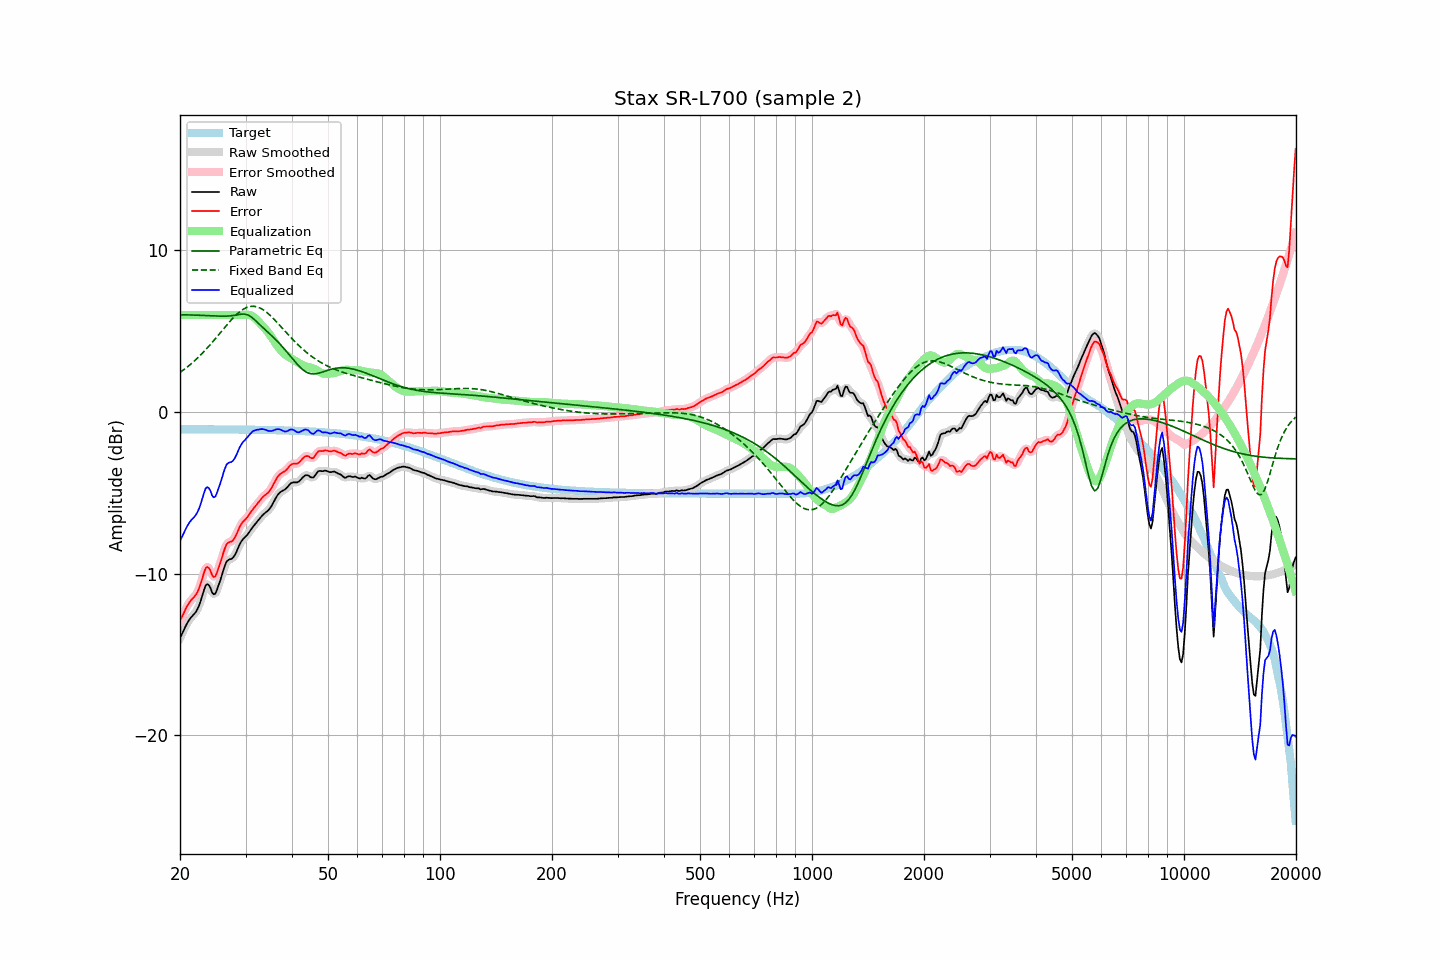 Stax SR-L700 (sample 2)
Target
Raw Smoothed
Error Smoothed
Raw
Error
Equalization
Parametric Eq
Fixed Band Eq
Equalized
10
0
−10
−20
Amplitude (dBr)
20
50
100
200
500
1000
2000
5000
10000
20000
Frequency (Hz)